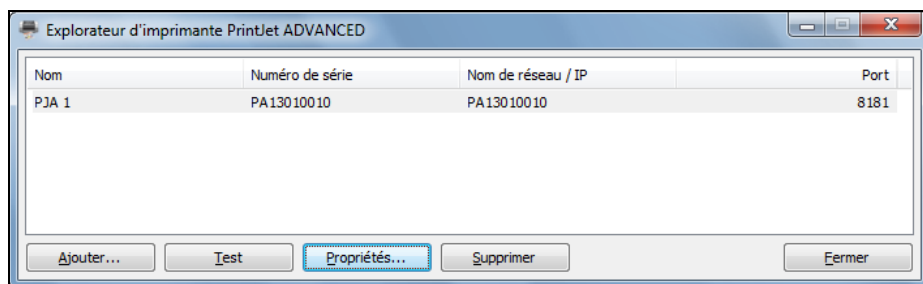 Explorateur d'imprimante PrintJet ADVANCED
Nom Numéro de série Nom de réseau / IP Port
PJA 1 PA13010010 PA13010010 8181
Ajouter... Test Propriétés... Supprimer Fermer